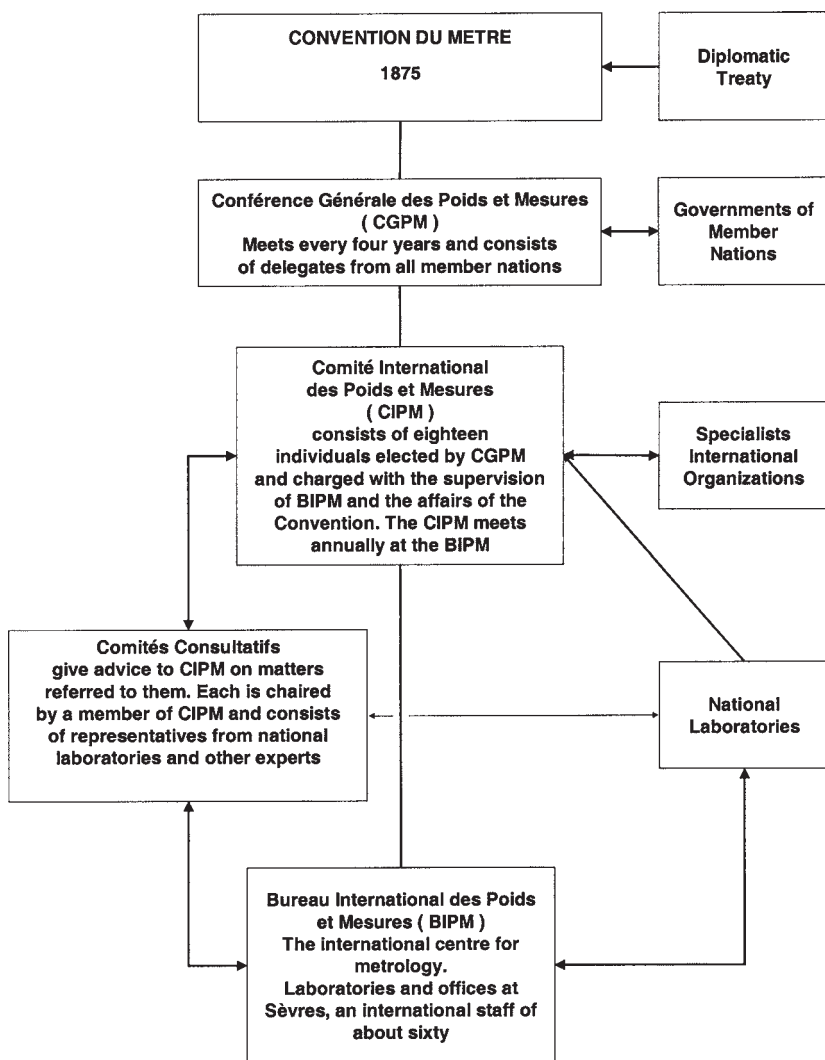 CONVENTION DU METRE
1875
Diplomatic
Treaty
Conférence Générale des Poids et Mesures
( CGPM )
Meets every four years and consists
of delegates from all member nations
Governments of
Member
Nations
Comité International
des Poids et Mesures
( CIPM )
consists of eighteen
individuals elected by CGPM
and charged with the supervision
of BIPM and the affairs of the
Convention. The CIPM meets
annually at the BIPM
Specialists
International
Organizations
Comités Consultatifs
give advice to CIPM on matters
referred to them. Each is chaired
by a member of CIPM and consists
of representatives from national
laboratories and other experts
National
Laboratories
Bureau International des Poids
et Mesures ( BIPM )
The international centre for
metrology.
Laboratories and offices at
Sèvres, an international staff of
about sixty